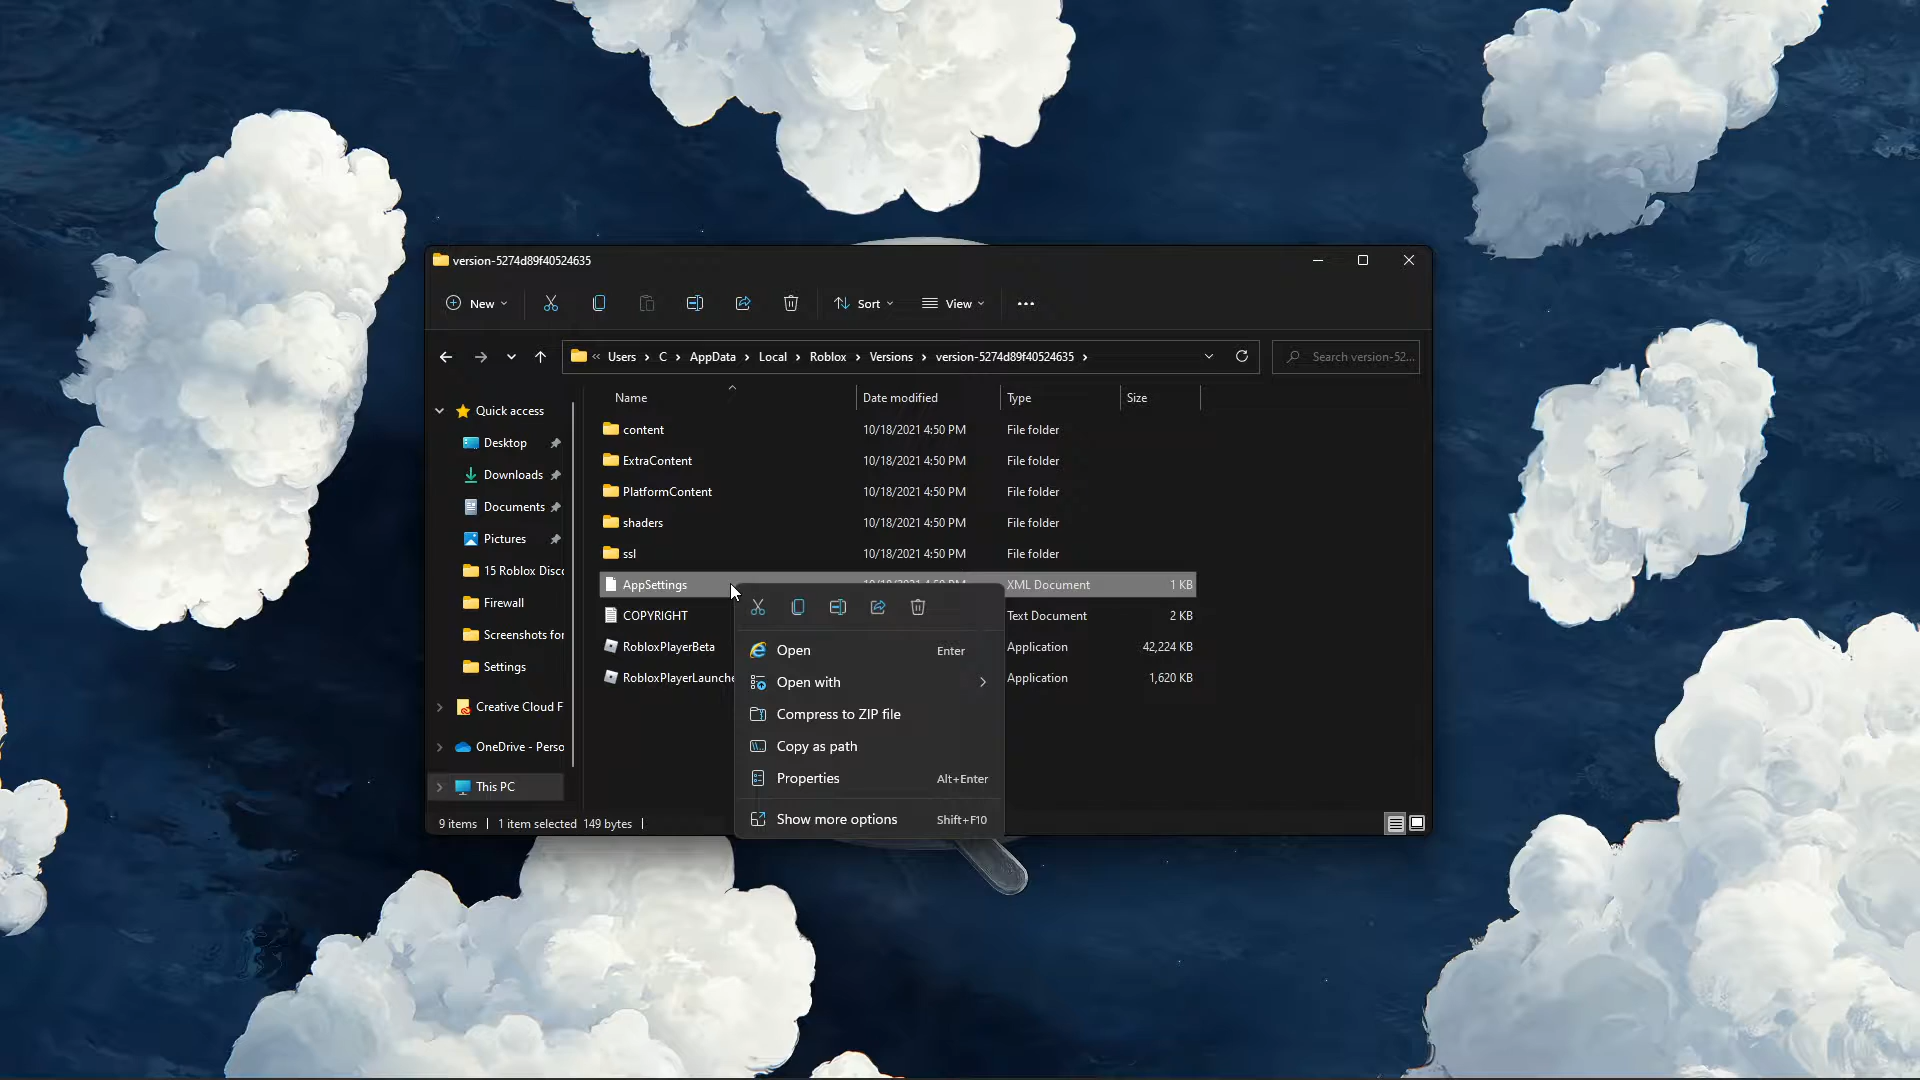 version-5274d89f40524635
New
Sort
View
« Users > C > AppData > Local > Roblox > Versions > version-5274d89f40524635 >
Search version-52...
Name Date modified Type Size
Quick access
Desktop
Downloads
Documents
Pictures
15 Roblox Disc
Firewall
Screenshots for
Settings
Creative Cloud F
OneDrive - Perso
This PC
content 10/18/2021 4:50 PM File folder
ExtraContent 10/18/2021 4:50 PM File folder
PlatformContent 10/18/2021 4:50 PM File folder
shaders 10/18/2021 4:50 PM File folder
ssl 10/18/2021 4:50 PM File folder
AppSettings 10/18/2021 4:50 PM XML Document 1 KB
COPYRIGHT Text Document 2 KB
RobloxPlayerBeta Application 42,224 KB
RobloxPlayerLaunche Application 1,620 KB
Open Enter
Open with
Compress to ZIP file
Copy as path
Properties Alt+Enter
Show more options Shift+F10
9 items | 1 item selected 149 bytes |